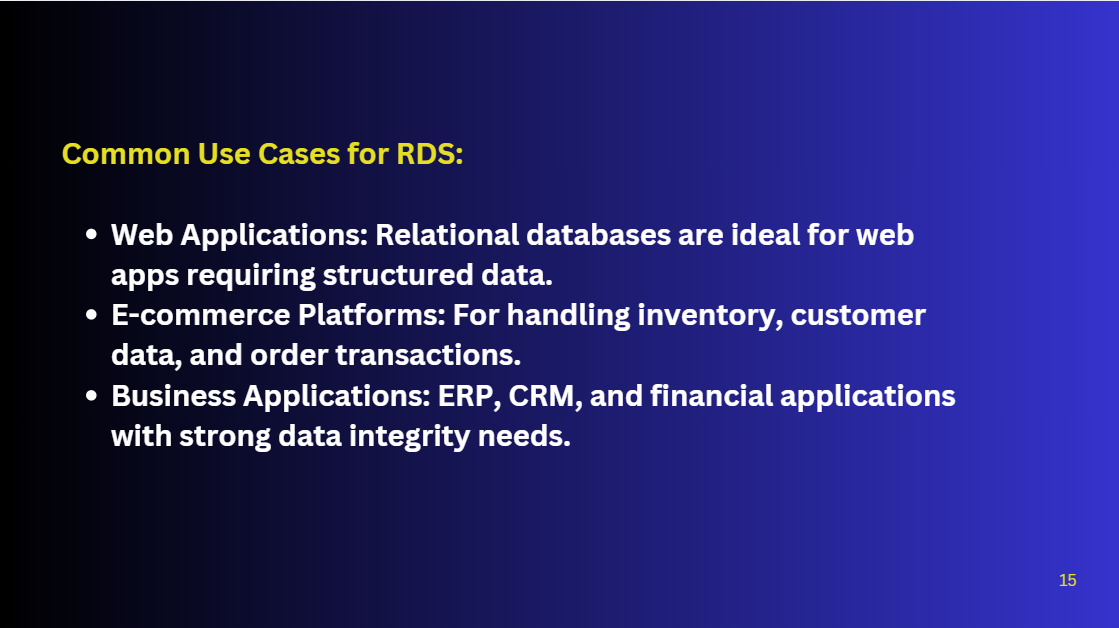 Common Use Cases for RDS:
• Web Applications: Relational databases are ideal for web
apps requiring structured data.
• E-commerce Platforms: For handling inventory, customer
data, and order transactions.
• Business Applications: ERP, CRM, and financial applications
with strong data integrity needs.
15